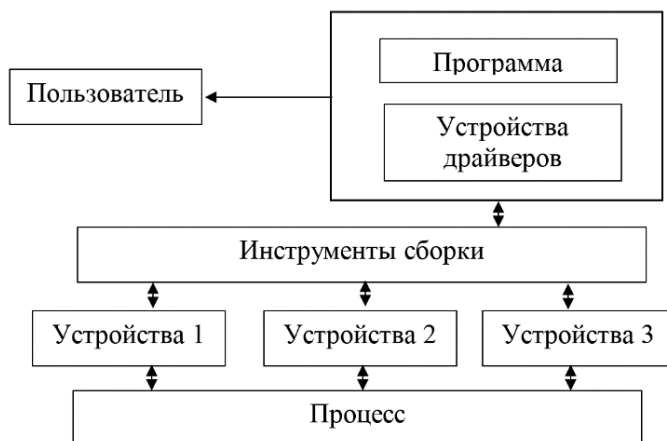 Программа
Пользователь
Устройства
драйверов
Инструменты сборки
Устройства 1
Устройства 2
Устройства 3
Процесс